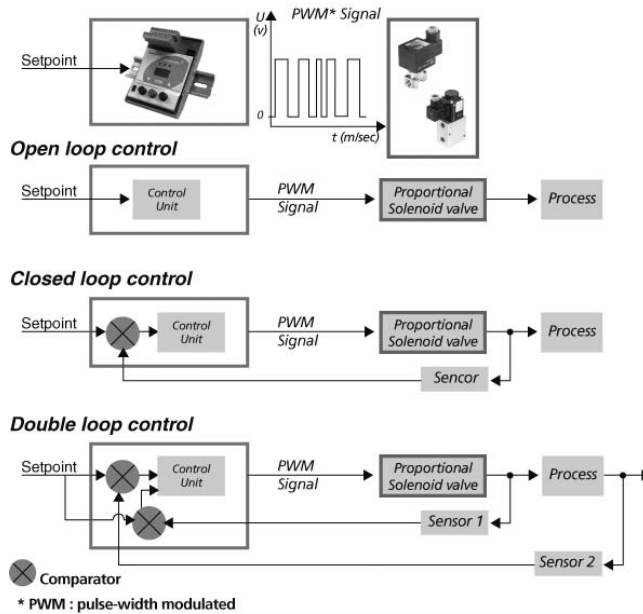 U
(v)
PWM* Signal
Setpoint
0
t (m/sec)
Open loop control
Setpoint
Control
Unit
PWM
Signal
Proportional
Solenoid valve
Process
Closed loop control
Setpoint
Control
Unit
PWM
Signal
Proportional
Solenoid valve
Process
Sencor
Double loop control
Setpoint
Control
Unit
PWM
Signal
Proportional
Solenoid valve
Process
Sensor 1
Sensor 2
Comparator
* PWM : pulse-width modulated